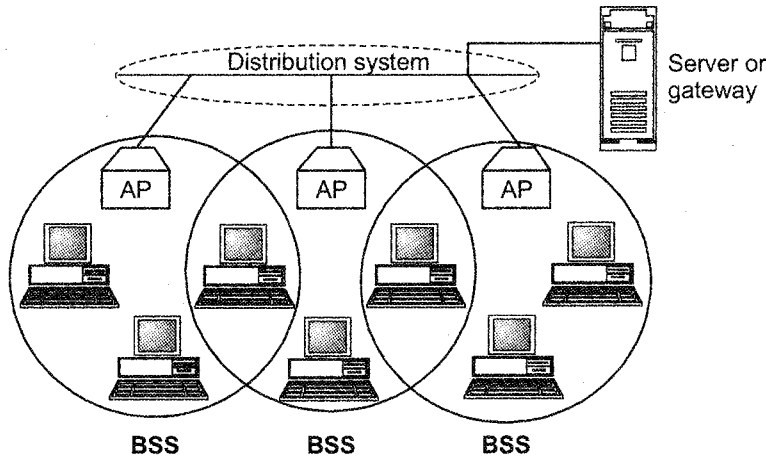 Distribution system
Server or
gateway
AP
AP
AP
BSS
BSS
BSS